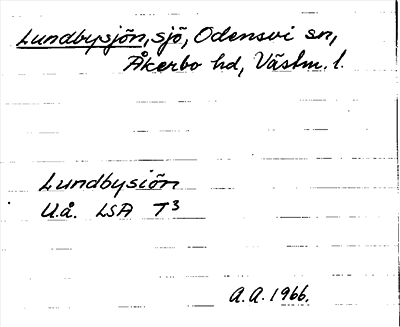 Lundbysjön, sjö, Odensvi sn,
Åkerbo hd, Västm. l.
Lundbysiön
U.å. LSA T³
A.A. 1966.